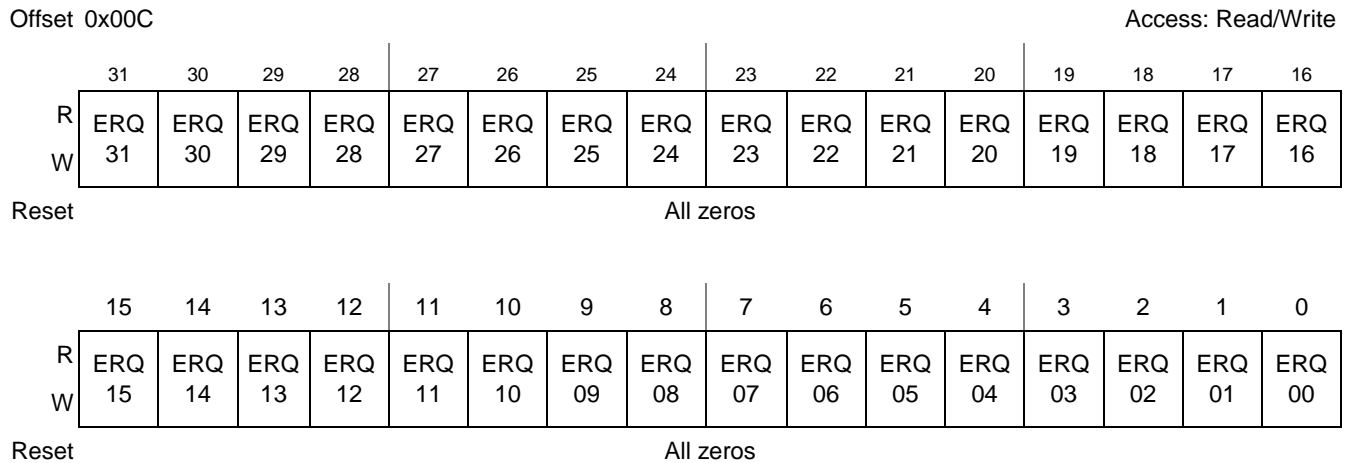 Offset 0x00C Access: Read/Write
31 30 29 28 27 26 25 24 23 22 21 20 19 18 17 16
R ERQ ERQ ERQ ERQ ERQ ERQ ERQ ERQ ERQ ERQ ERQ ERQ ERQ ERQ ERQ ERQ
W 31 30 29 28 27 26 25 24 23 22 21 20 19 18 17 16
Reset All zeros
15 14 13 12 11 10 9 8 7 6 5 4 3 2 1 0
R ERQ ERQ ERQ ERQ ERQ ERQ ERQ ERQ ERQ ERQ ERQ ERQ ERQ ERQ ERQ ERQ
W 15 14 13 12 11 10 09 08 07 06 05 04 03 02 01 00
Reset All zeros